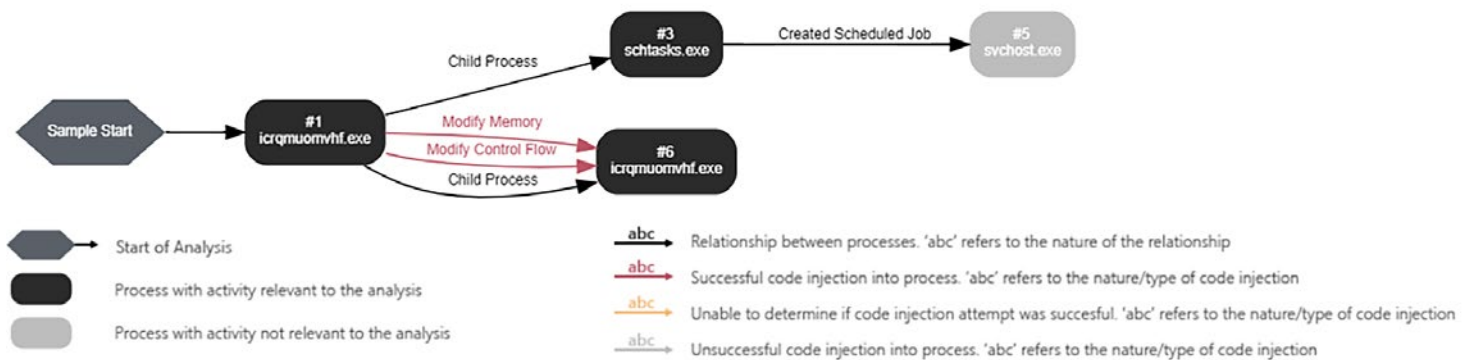 #3
schtasks.exe
Created Scheduled Job
#5
svchost.exe
Child Process
Sample Start
#1
icrqmuomvhf.exe
Modify Memory
Modify Control Flow
Child Process
#6
icrqmuomvhf.exe
Start of Analysis
Process with activity relevant to the analysis
Process with activity not relevant to the analysis
abc Relationship between processes. 'abc' refers to the nature of the relationship
abc Successful code injection into process. 'abc' refers to the nature/type of code injection
abc Unable to determine if code injection attempt was succesful. 'abc' refers to the nature/type of code injection
abc Unsuccessful code injection into process. 'abc' refers to the nature/type of code injection